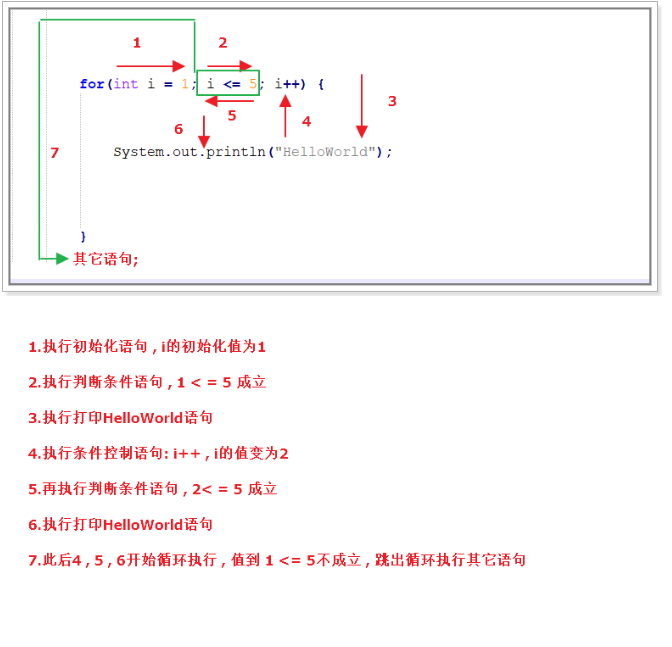 1 2
for(int i = 1; i <= 5; i++) {
3
5 4
6
System.out.println("HelloWorld");
7
}
其它语句;
1.执行初始化语句 , i的初始化值为1
2.执行判断条件语句 , 1 < = 5 成立
3.执行打印HelloWorld语句
4.执行条件控制语句: i++ , i的值变为2
5.再执行判断条件语句 , 2< = 5 成立
6.执行打印HelloWorld语句
7.此后4 , 5 , 6开始循环执行 , 值到 1 <= 5不成立 , 跳出循环执行其它语句